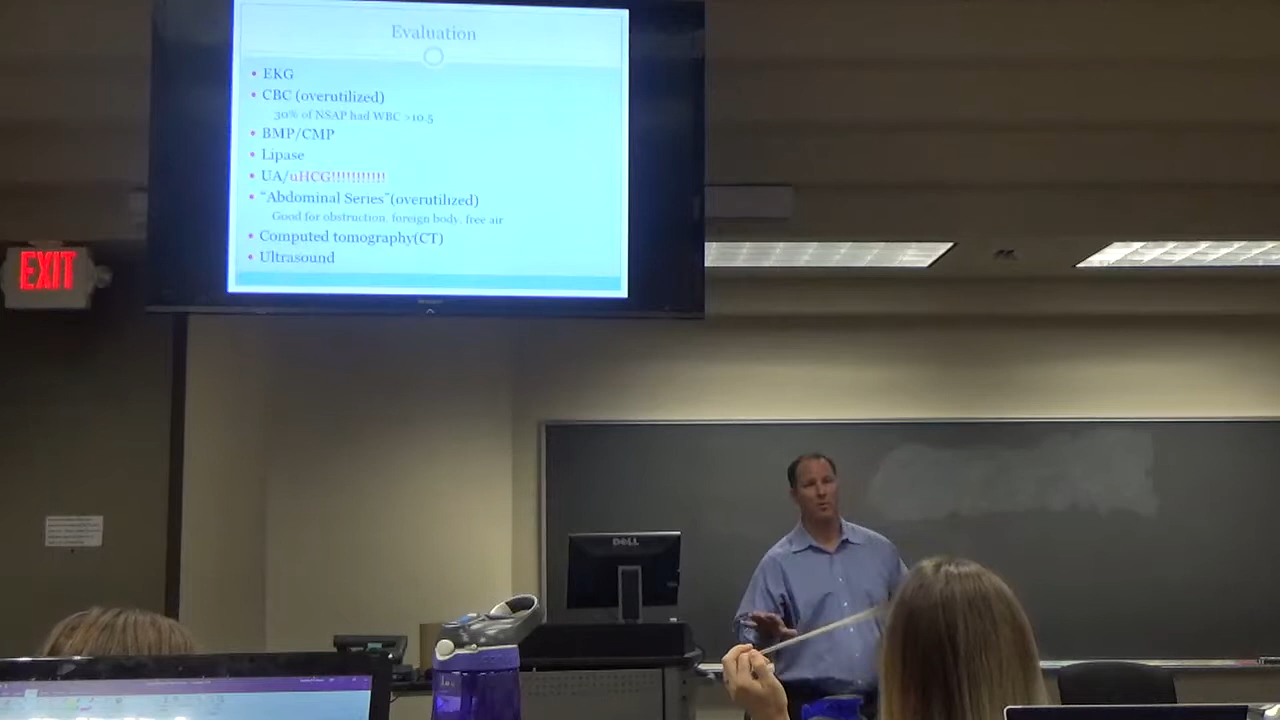 Evaluation
• EKG
• CBC (overutilized)
30% of NSAP had WBC >10.5
• BMP/CMP
• Lipase
• UA/uHCG!!!!!!!!!!!
• “Abdominal Series”(overutilized)
Good for obstruction, foreign body, free air
• Computed tomography(CT)
• Ultrasound
EXIT
DELL